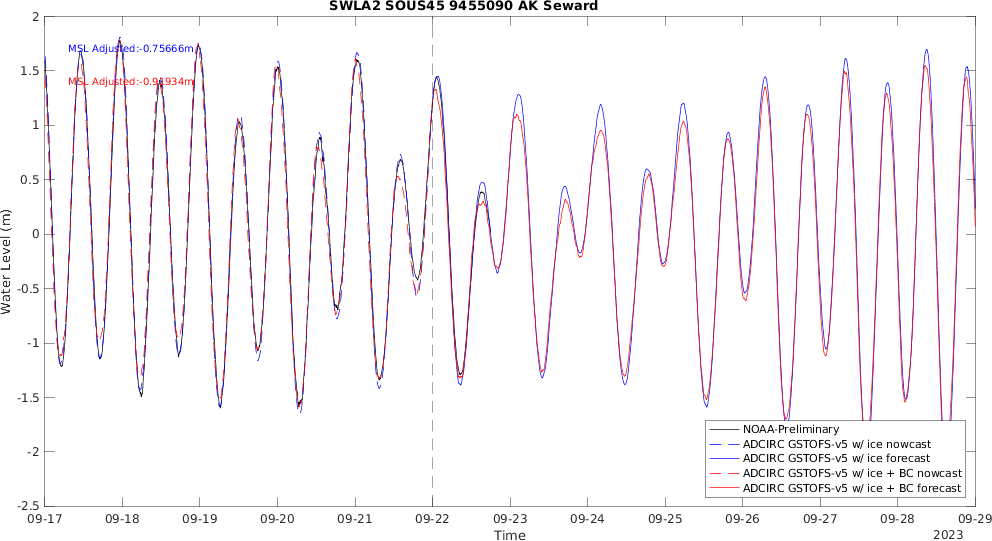 SWLA2 SOUS45 9455090 AK Seward
MSL Adjusted:-0.75666m
MSL Adjusted:-0.91934m
Water Level (m)
2
1.5
1
0.5
0
-0.5
-1
-1.5
-2
-2.5
NOAA-Preliminary
ADCIRC GSTOFS-v5 w/ ice nowcast
ADCIRC GSTOFS-v5 w/ ice forecast
ADCIRC GSTOFS-v5 w/ ice + BC nowcast
ADCIRC GSTOFS-v5 w/ ice + BC forecast
09-17 09-18 09-19 09-20 09-21 09-22 09-23 09-24 09-25 09-26 09-27 09-28 09-29
Time
2023